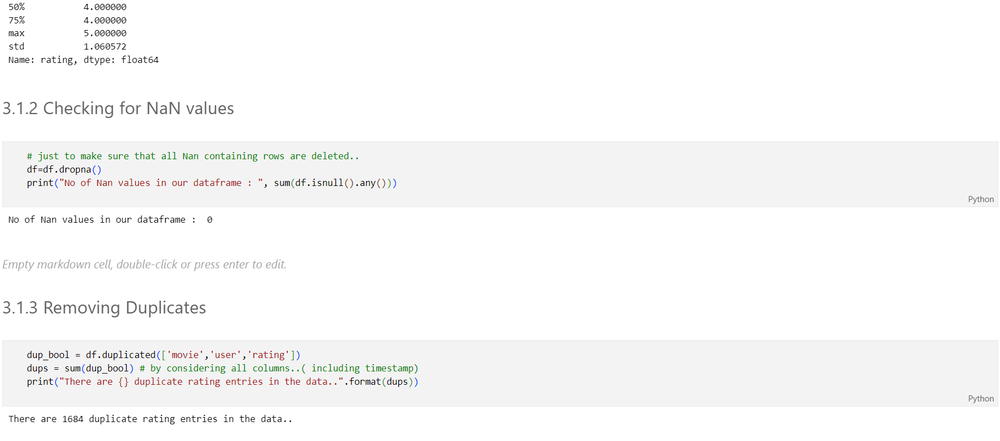 50% 4.000000
75% 4.000000
max 5.000000
std 1.060572
Name: rating, dtype: float64
3.1.2 Checking for NaN values
# just to make sure that all Nan containing rows are deleted..
df=df.dropna()
print("No of Nan values in our dataframe : ", sum(df.isnull().any()))
Python
No of Nan values in our dataframe :  0
Empty markdown cell, double-click or press enter to edit.
3.1.3 Removing Duplicates
dup_bool = df.duplicated(['movie','user','rating'])
dups = sum(dup_bool) # by considering all columns..( including timestamp)
print("There are {} duplicate rating entries in the data..".format(dups))
Python
There are 1684 duplicate rating entries in the data..